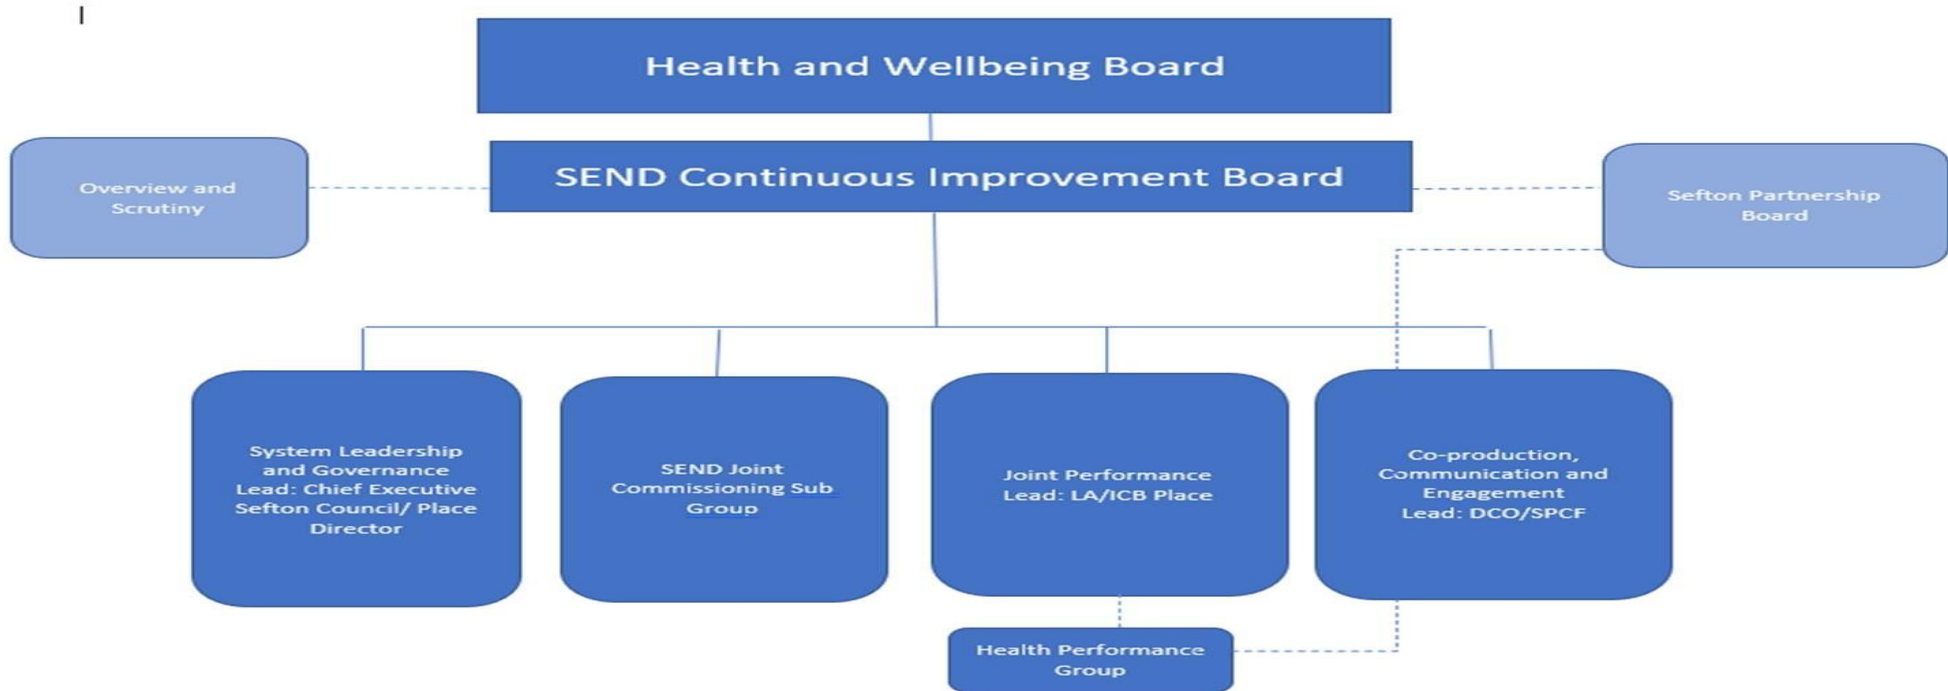 Health and Wellbeing Board
SEND Continuous Improvement Board
Overview and
Scrutiny
Sefton Partnership
Board
System Leadership
and Governance
Lead: Chief Executive
Sefton Council/ Place
Director
SEND Joint
Commissioning Sub
Group
Joint Performance
Lead: LA/ICB Place
Co-production,
Communication and
Engagement
Lead: DCO/SPCF
Health Performance
Group